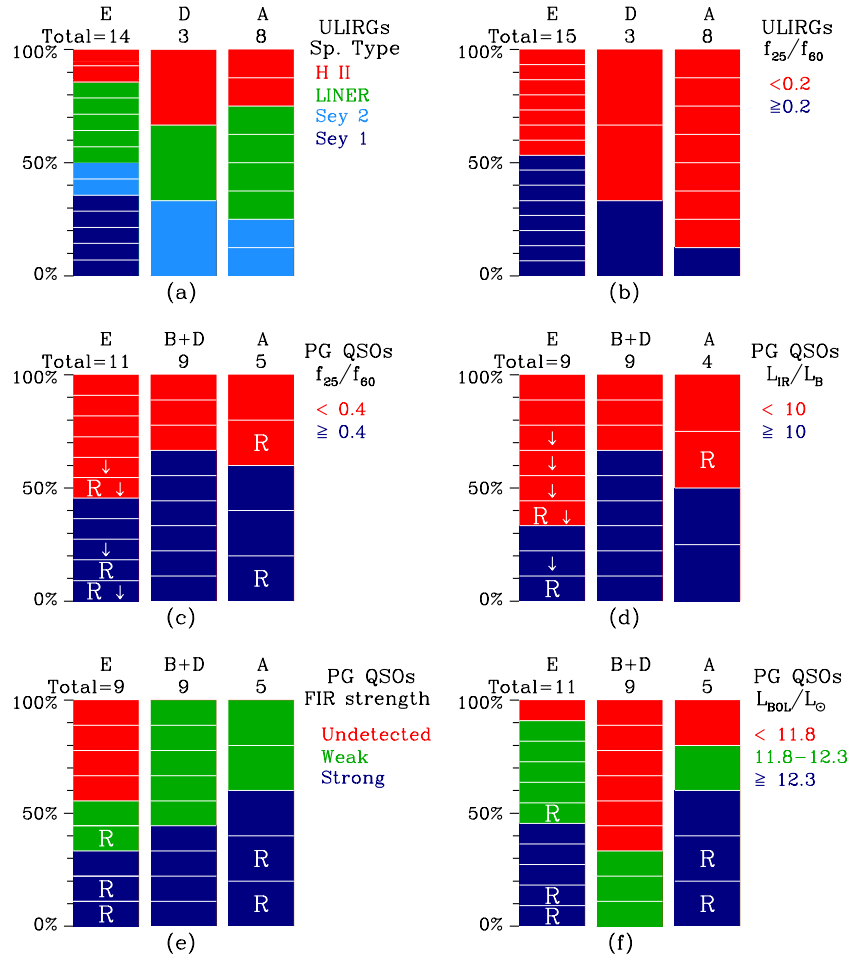 E D A
Total=14 3 8
ULIRGs
Sp. Type
H II
LINER
Sey 2
Sey 1
100%
50%
0%
(a)
E D A
Total=15 3 8
ULIRGs
f25/f60
<0.2
≧0.2
100%
50%
0%
(b)
E B+D A
Total=11 9 5
PG QSOs
f25/f60
< 0.4
≧ 0.4
100%
50%
0%
R
↓
R ↓
↓
R
R ↓
R
(c)
E B+D A
Total=9 9 4
PG QSOs
LIR/LB
< 10
≧ 10
100%
50%
0%
↓
↓
R
↓
R ↓
↓
R
(d)
E B+D A
Total=9 9 5
PG QSOs
FIR strength
Undetected
Weak
Strong
100%
50%
0%
R
R
R
R
R
(e)
E B+D A
Total=11 9 5
PG QSOs
LBOL/L⊙
< 11.8
11.8−12.3
≧ 12.3
100%
50%
0%
R
R
R
R
R
(f)